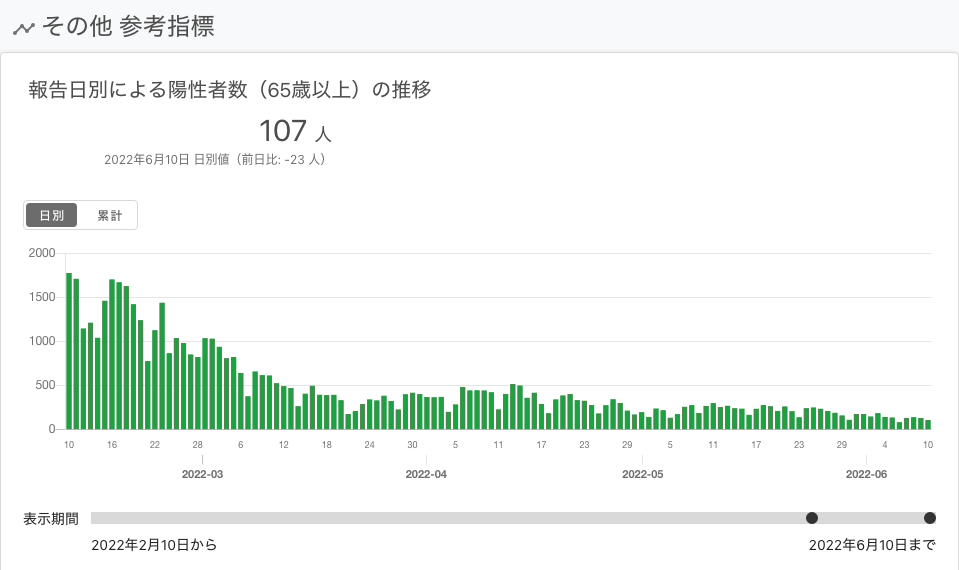 その他 参考指標
報告日別による陽性者数（65歳以上）の推移
107 人
2022年6月10日 日別値（前日比: -23 人）
日別 累計
2000
1500
1000
500
0
10 16 22 28 6 12 18 24 30 5 11 17 23 29 5 11 17 23 29 4 10
2022-03 2022-04 2022-05 2022-06
表示期間
2022年2月10日から 2022年6月10日まで